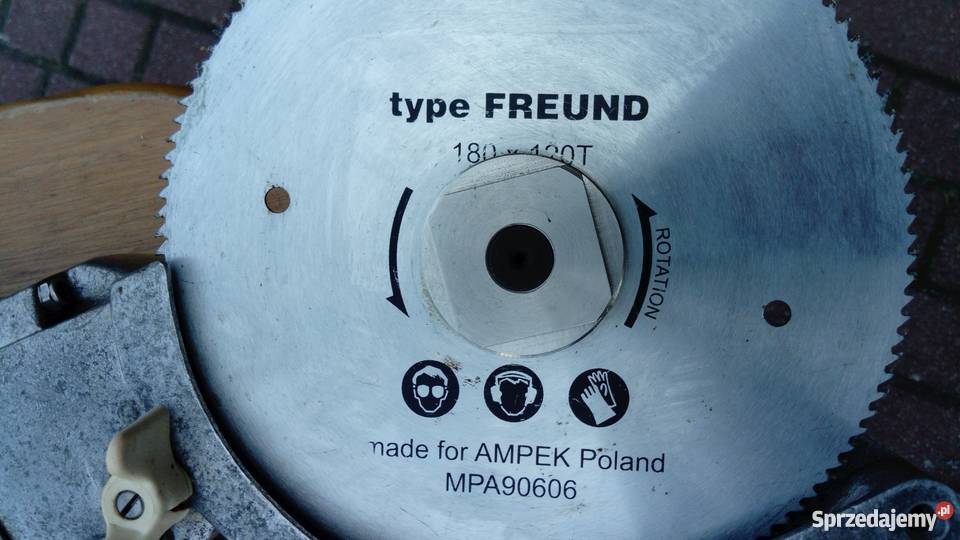 type FREUND
180 x 120T
ROTATION
made for AMPEK Poland
MPA90606
Sprzedajemy.pl